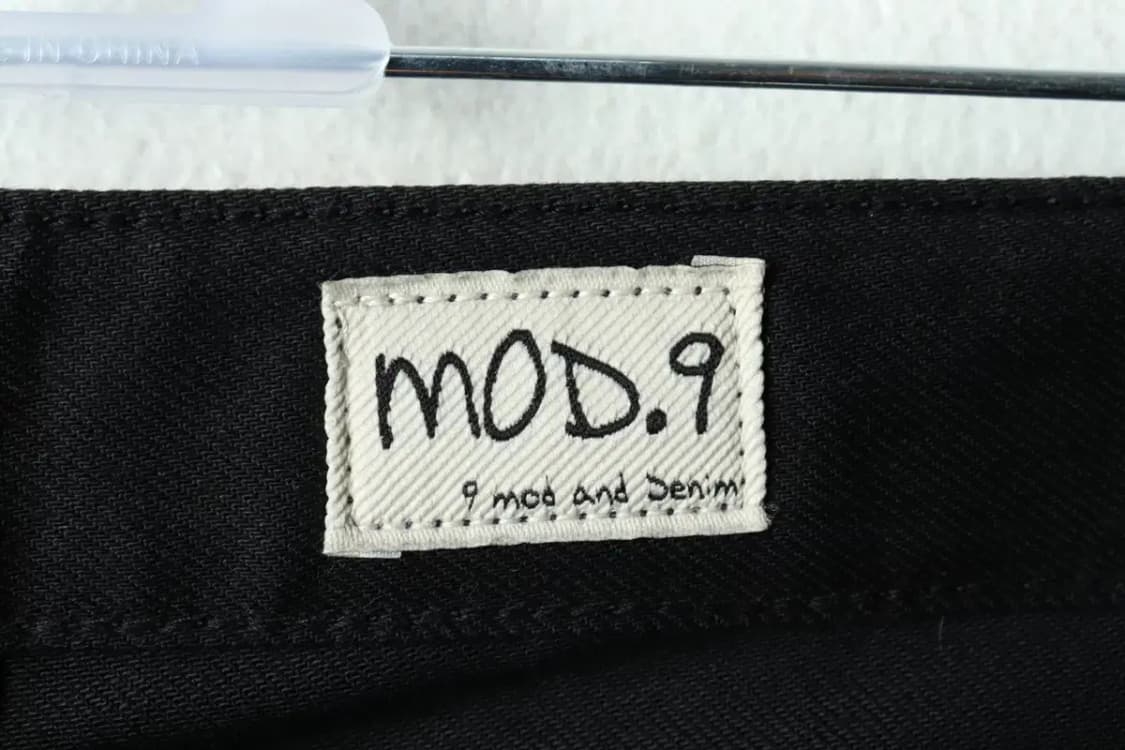 IN CHINA
mOD.9
9 mod and Denim